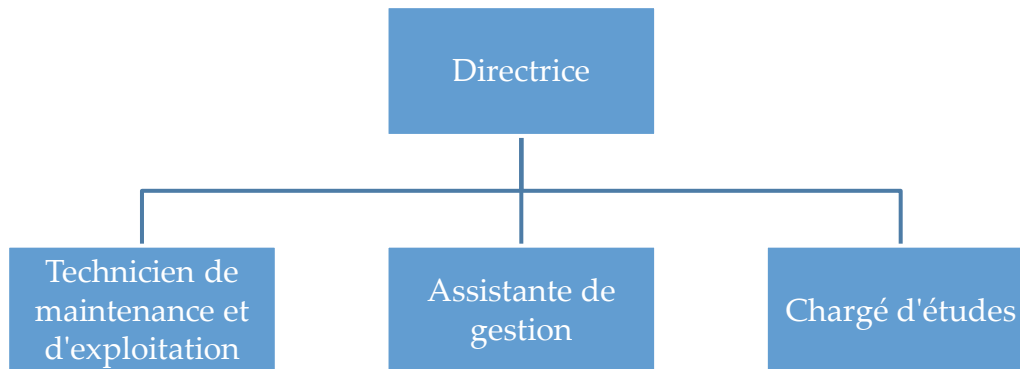 Directrice
Technicien de
maintenance et
d'exploitation
Assistante de
gestion
Chargé d'études